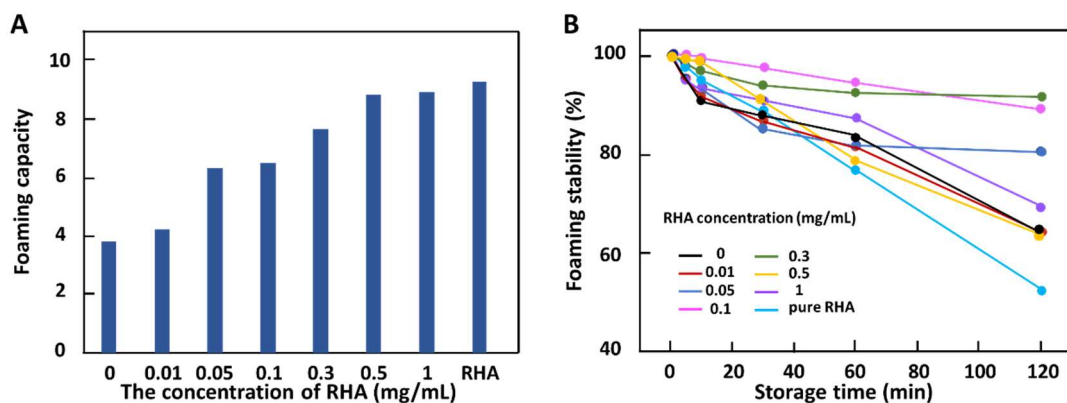 A
Foaming capacity
10
8
6
4
2
0
0 0.01 0.05 0.1 0.3 0.5 1 RHA
The concentration of RHA (mg/mL)
B
Foaming stability (%)
100
80
60
40
RHA concentration (mg/mL)
0 0.3
0.01 0.5
0.05 1
0.1 pure RHA
0 20 40 60 80 100 120
Storage time (min)